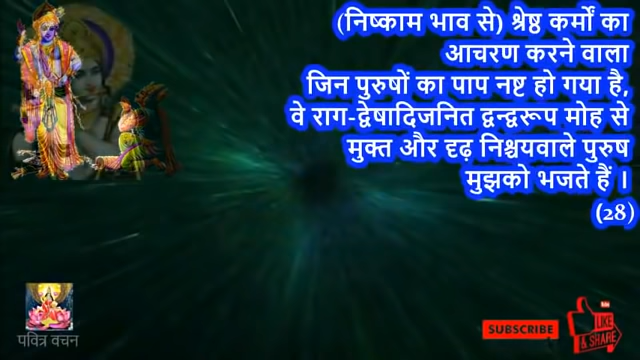 (निष्काम भाव से) श्रेष्ठ कर्मों का
आचरण करने वाला
जिन पुरुषों का पाप नष्ट हो गया है,
वे राग-द्वेषादिजनित द्वन्द्वरूप मोह से
मुक्त और दृढ़ निश्चयवाले पुरुष
मुझको भजते हैं ।
(28)
पवित्र वचन
SUBSCRIBE
LIKE
& SHARE